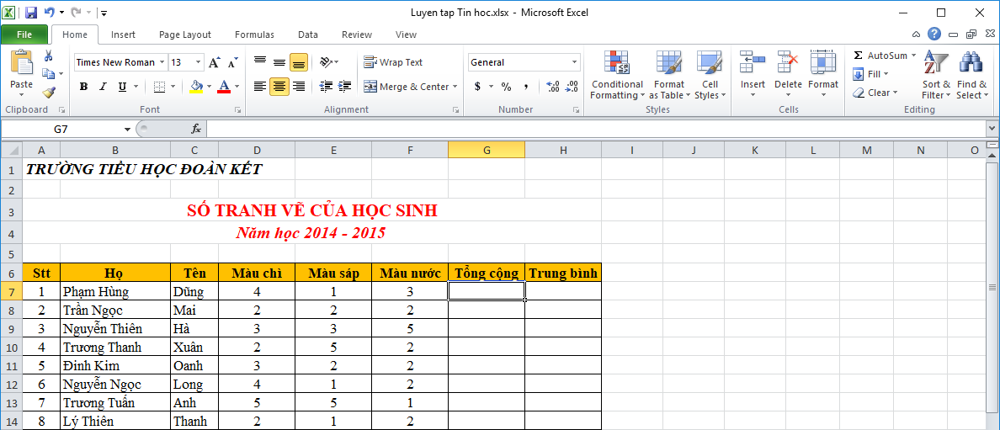 Luyen tap Tin hoc.xlsx - Microsoft Excel
File Home Insert Page Layout Formulas Data Review View
Times New Roman 13 Wrap Text General AutoSum
Paste B I U Merge & Center $ % , .0 .00 .00 .0 Conditional Formatting Format as Table Cell Styles Insert Delete Format Fill Clear Sort & Filter Find & Select
Clipboard Font Alignment Number Styles Cells Editing
G7 fx
A B C D E F G H I J K L M N O
1 TRƯỜNG TIỂU HỌC ĐOÀN KẾT
2
3 SỐ TRANH VẼ CỦA HỌC SINH
4 Năm học 2014 - 2015
5
6 Stt Họ Tên Màu chì Màu sáp Màu nước Tổng cộng Trung bình
7 1 Phạm Hùng Dũng 4 1 3
8 2 Trần Ngọc Mai 2 2 2
9 3 Nguyễn Thiên Hà 3 3 5
10 4 Trương Thanh Xuân 2 5 2
11 5 Đinh Kim Oanh 3 2 2
12 6 Nguyễn Ngọc Long 4 1 2
13 7 Trương Tuấn Anh 5 5 1
14 8 Lý Thiên Thanh 2 1 2